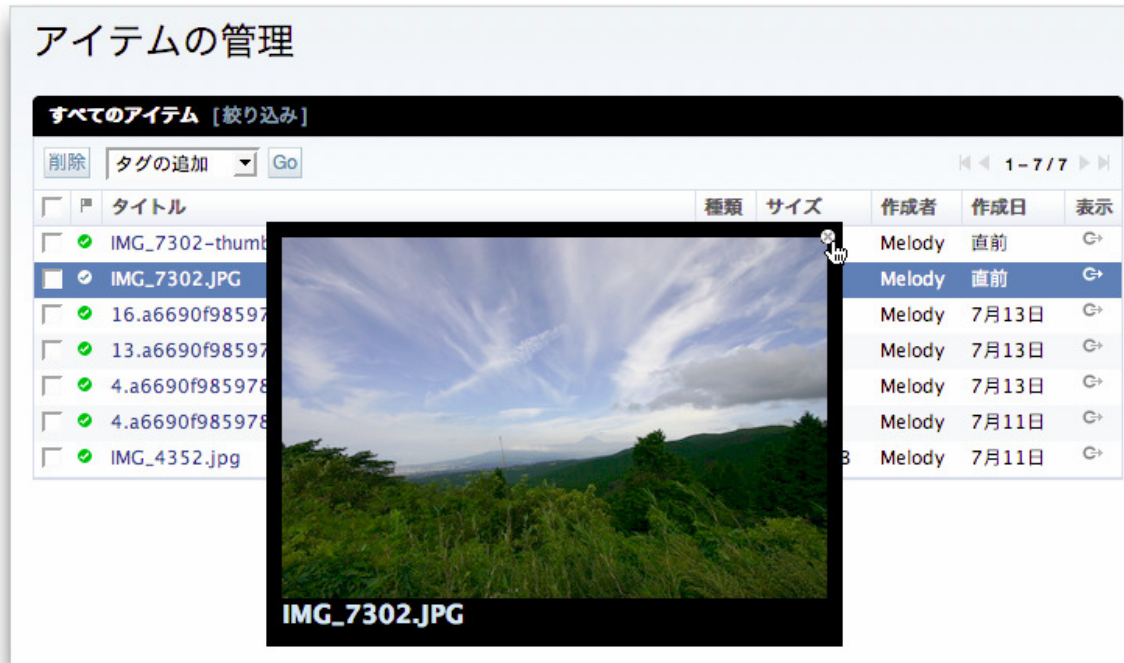 アイテムの管理
すべてのアイテム [絞り込み]
削除 タグの追加 Go 1 – 7 / 7
タイトル 種類 サイズ 作成者 作成日 表示
IMG_7302-thumb Melody 直前
IMG_7302.JPG Melody 直前
16.a6690f98597 Melody 7月13日
13.a6690f98597 Melody 7月13日
4.a6690f985978 Melody 7月13日
4.a6690f985978 Melody 7月11日
IMG_4352.jpg Melody 7月11日
IMG_7302.JPG